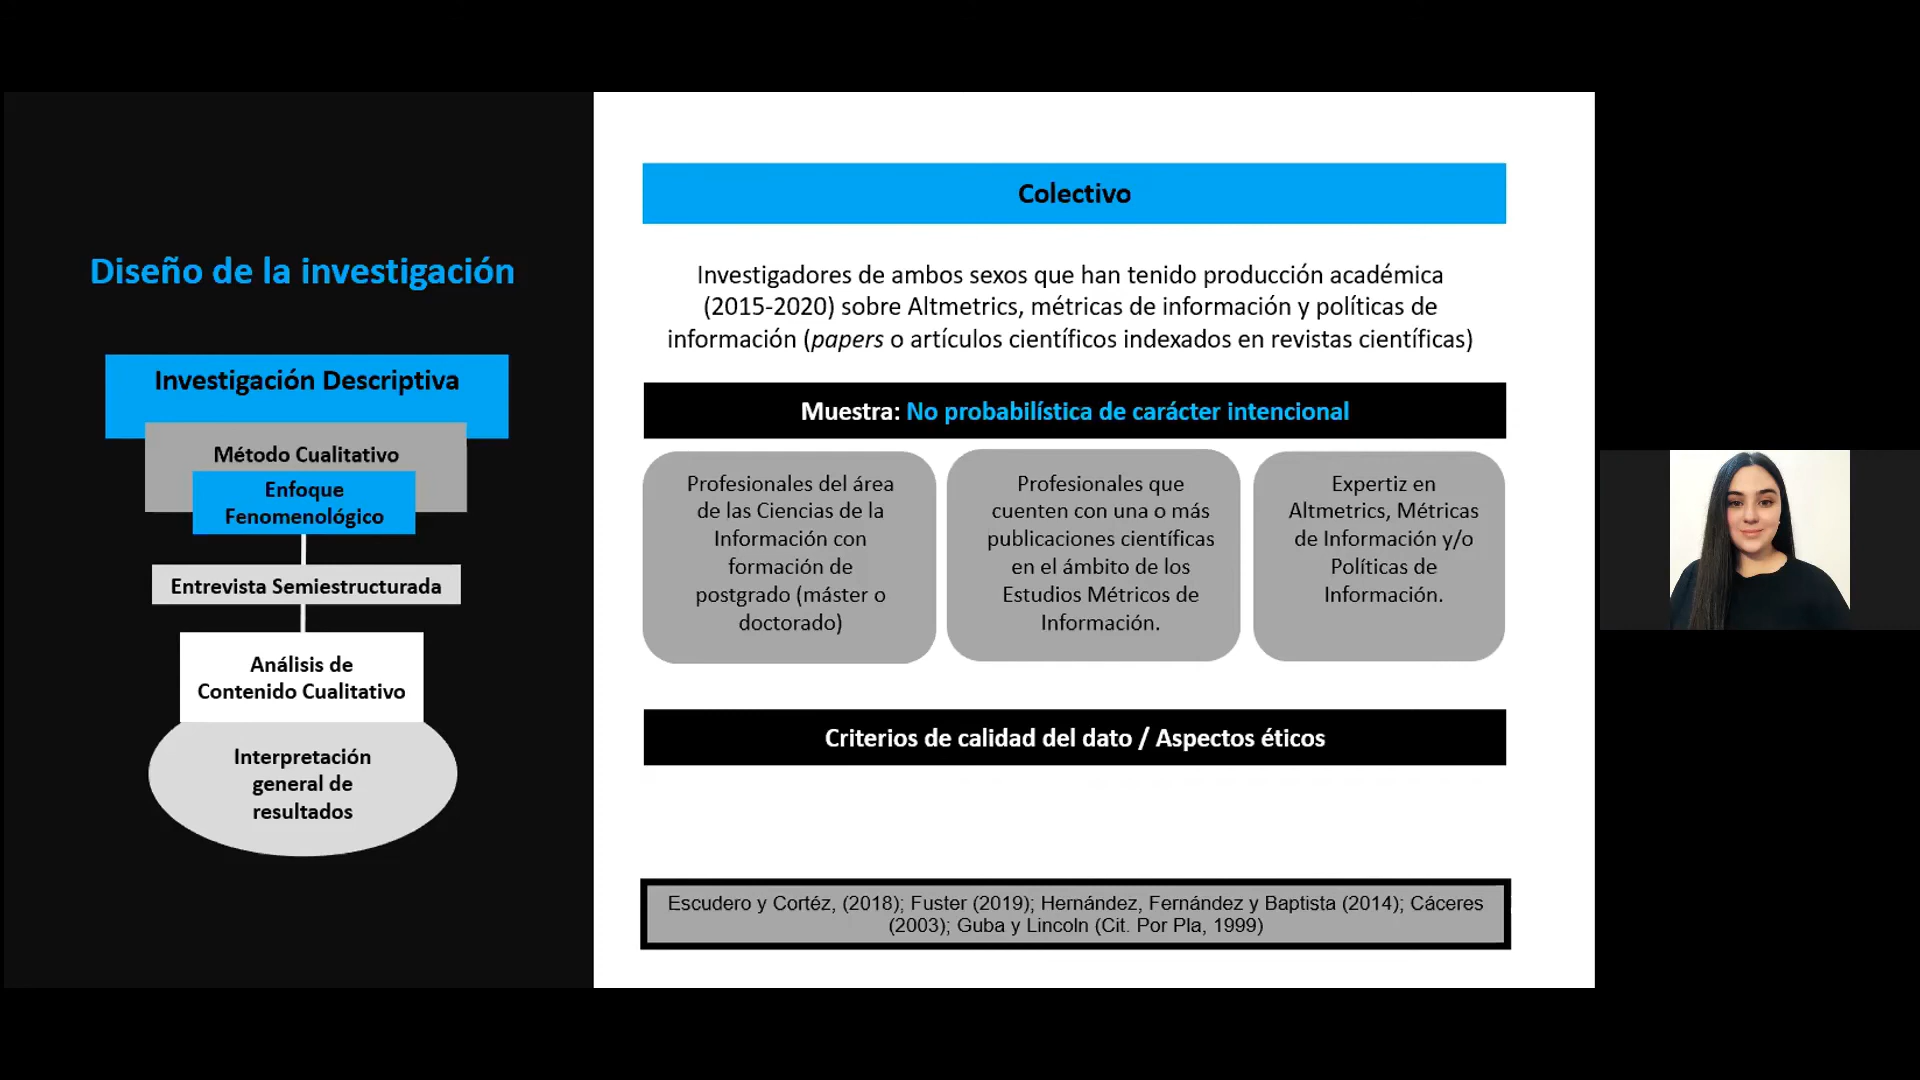 Diseño de la investigación
Investigación Descriptiva
Método Cualitativo
Enfoque
Fenomenológico
Entrevista Semiestructurada
Análisis de
Contenido Cualitativo
Interpretación
general de
resultados
Colectivo
Investigadores de ambos sexos que han tenido producción académica
(2015-2020) sobre Altmetrics, métricas de información y políticas de
información (papers o artículos científicos indexados en revistas científicas)
Muestra: No probabilística de carácter intencional
Profesionales del área
de las Ciencias de la
Información con
formación de
postgrado (máster o
doctorado)
Profesionales que
cuenten con una o más
publicaciones científicas
en el ámbito de los
Estudios Métricos de
Información.
Expertiz en
Altmetrics, Métricas
de Información y/o
Políticas de
Información.
Criterios de calidad del dato / Aspectos éticos
Escudero y Cortéz, (2018); Fuster (2019); Hernández, Fernández y Baptista (2014); Cáceres
(2003); Guba y Lincoln (Cit. Por Pla, 1999)